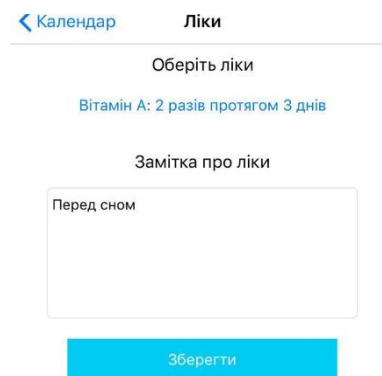 Календар Ліки
Оберіть ліки
Вітамін А: 2 разів протягом 3 днів
Замітка про ліки
Перед сном
Зберегти